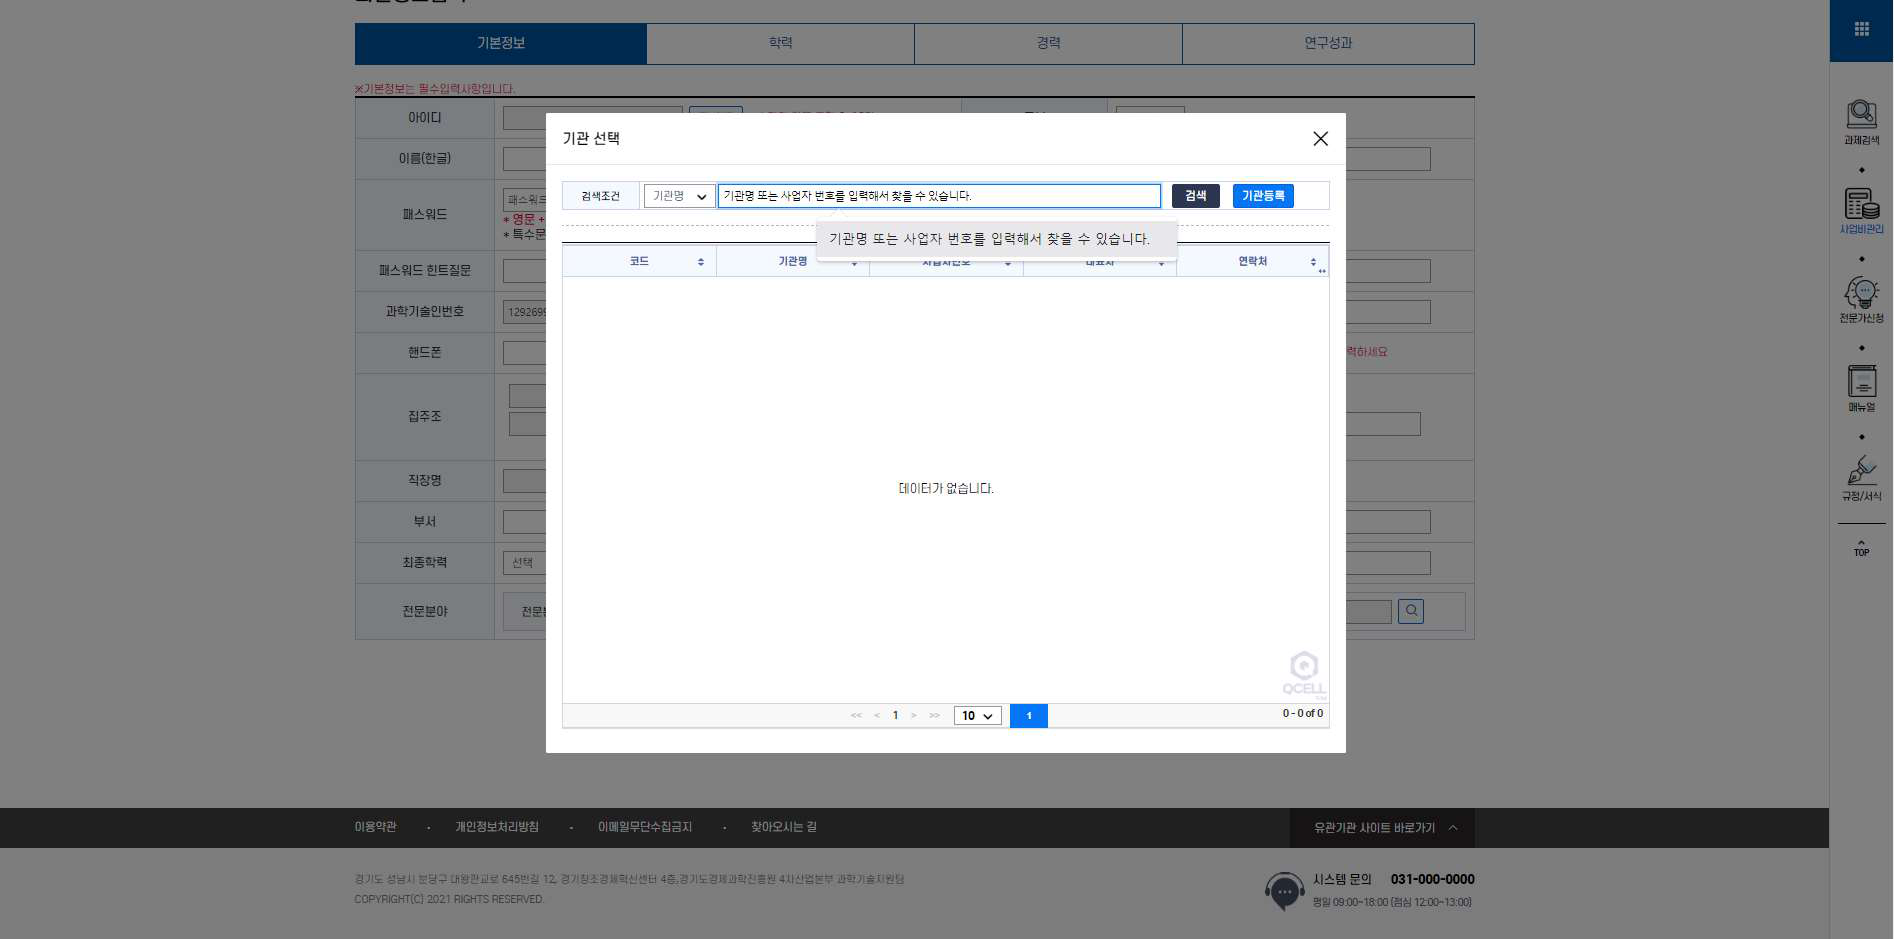 기본정보
학력
경력
연구성과
※기본정보는 필수입력사항입니다.
아이디
이름(한글)
패스워드
* 영문 +
* 특수문
패스워드 힌트질문
과학기술인번호
1292699
핸드폰
력하세요
집주조
직장명
부서
최종학력
선택
전문분야
기관 선택
검색조건
기관명
기관명 또는 사업자 번호를 입력해서 찾을 수 있습니다.
검색
기관등록
기관명 또는 사업자 번호를 입력해서 찾을 수 있습니다.
코드
기관명
연락처
데이터가 없습니다.
QCELL
<< < 1 > >>
10
1
0 - 0 of 0
과제검색
사업비관리
전문가신청
매뉴얼
규정/서식
TOP
이용약관 · 개인정보처리방침 · 이메일무단수집금지 · 찾아오시는 길
유관기관 사이트 바로가기
경기도 성남시 분당구 대왕판교로 645번길 12, 경기창조경제혁신센터 4층,경기도경제과학진흥원 4차산업본부 과학기술지원팀
COPYRIGHT(C) 2021 RIGHTS RESERVED.
시스템 문의 031-000-0000
평일 09:00~18:00 (점심 12:00~13:00)